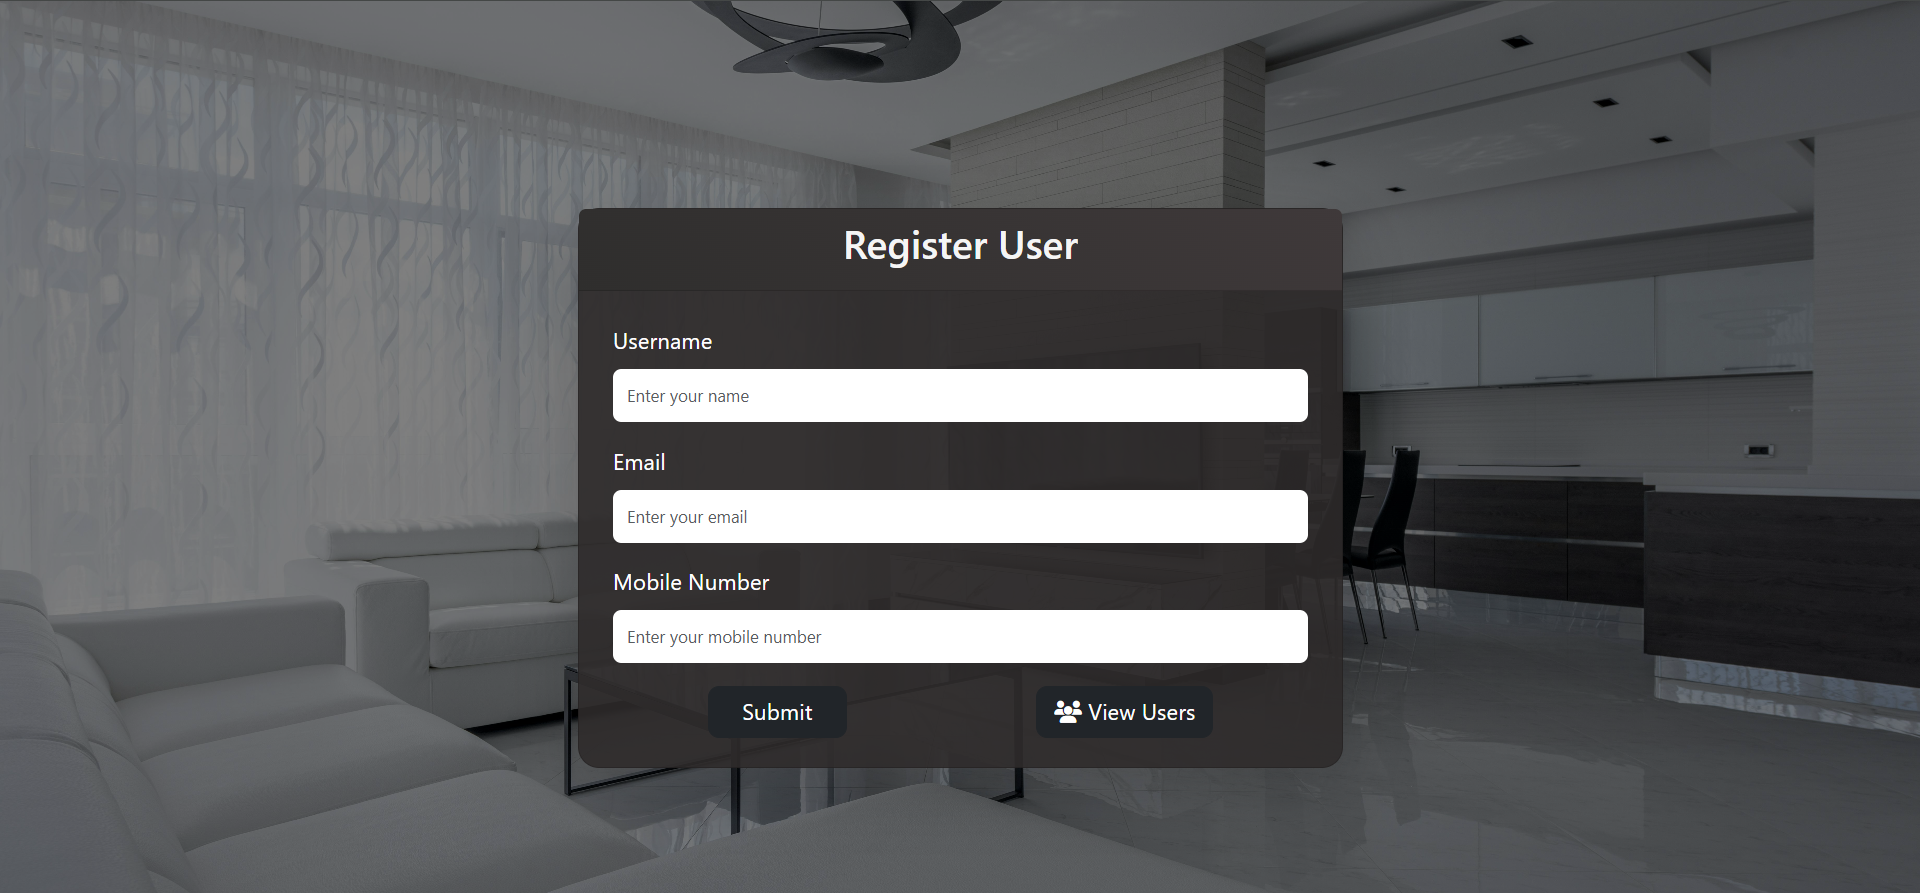 Register User
Username
Enter your name
Email
Enter your email
Mobile Number
Enter your mobile number
Submit
View Users